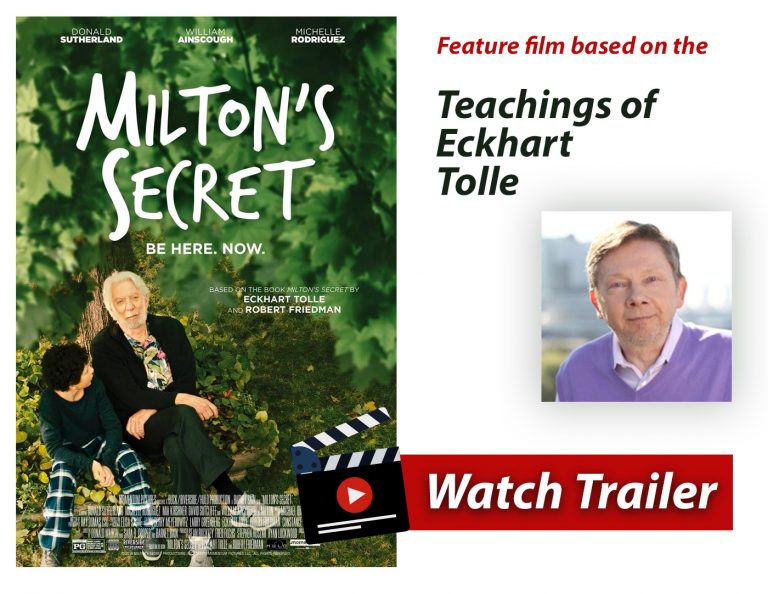 DONALD
SUTHERLAND
WILLIAM
AINSCOUGH
MICHELLE
RODRIGUEZ
MILTON'S
SECRET
BE HERE. NOW.
BASED ON THE BOOK MILTON'S SECRET BY
ECKHART TOLLE
AND ROBERT FRIEDMAN
PG
Feature film based on the
Teachings of
Eckhart
Tolle
Watch Trailer